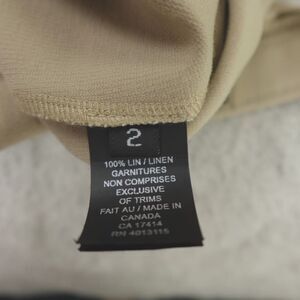 2
100% LIN / LINEN
GARNITURES
NON COMPRISES
EXCLUSIVE
OF TRIMS
FAIT AU / MADE IN
CANADA
CA 17414
RN 4013115